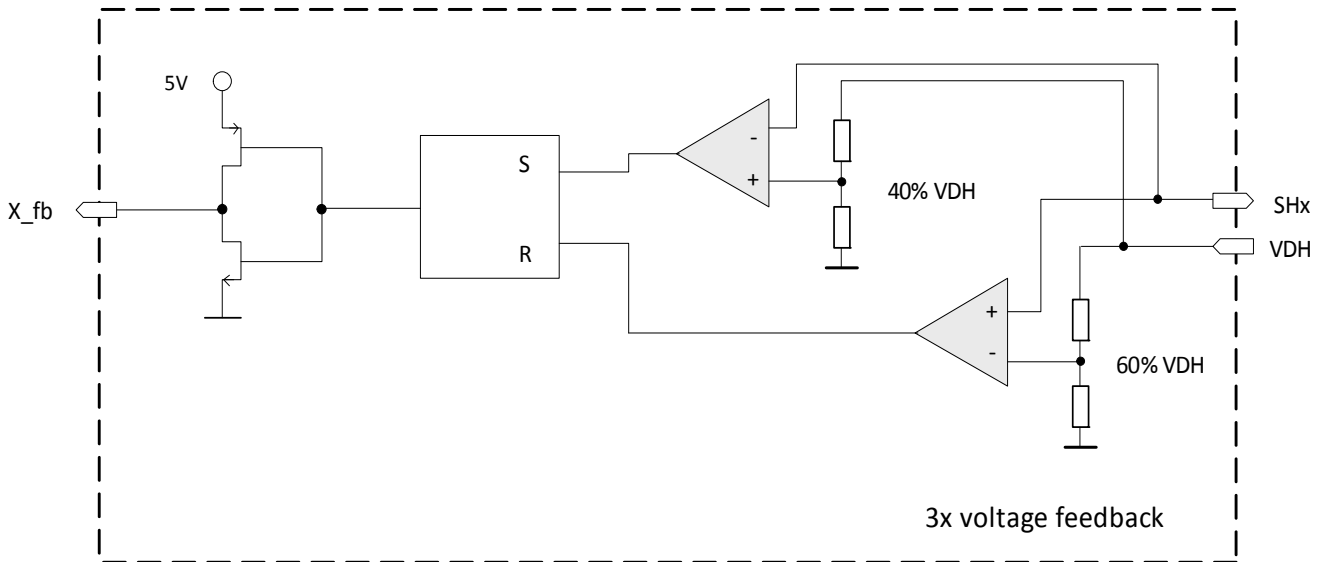 5V
-
S
+
40% VDH
X_fb
SHx
R
VDH
+
-
60% VDH
3x voltage feedback